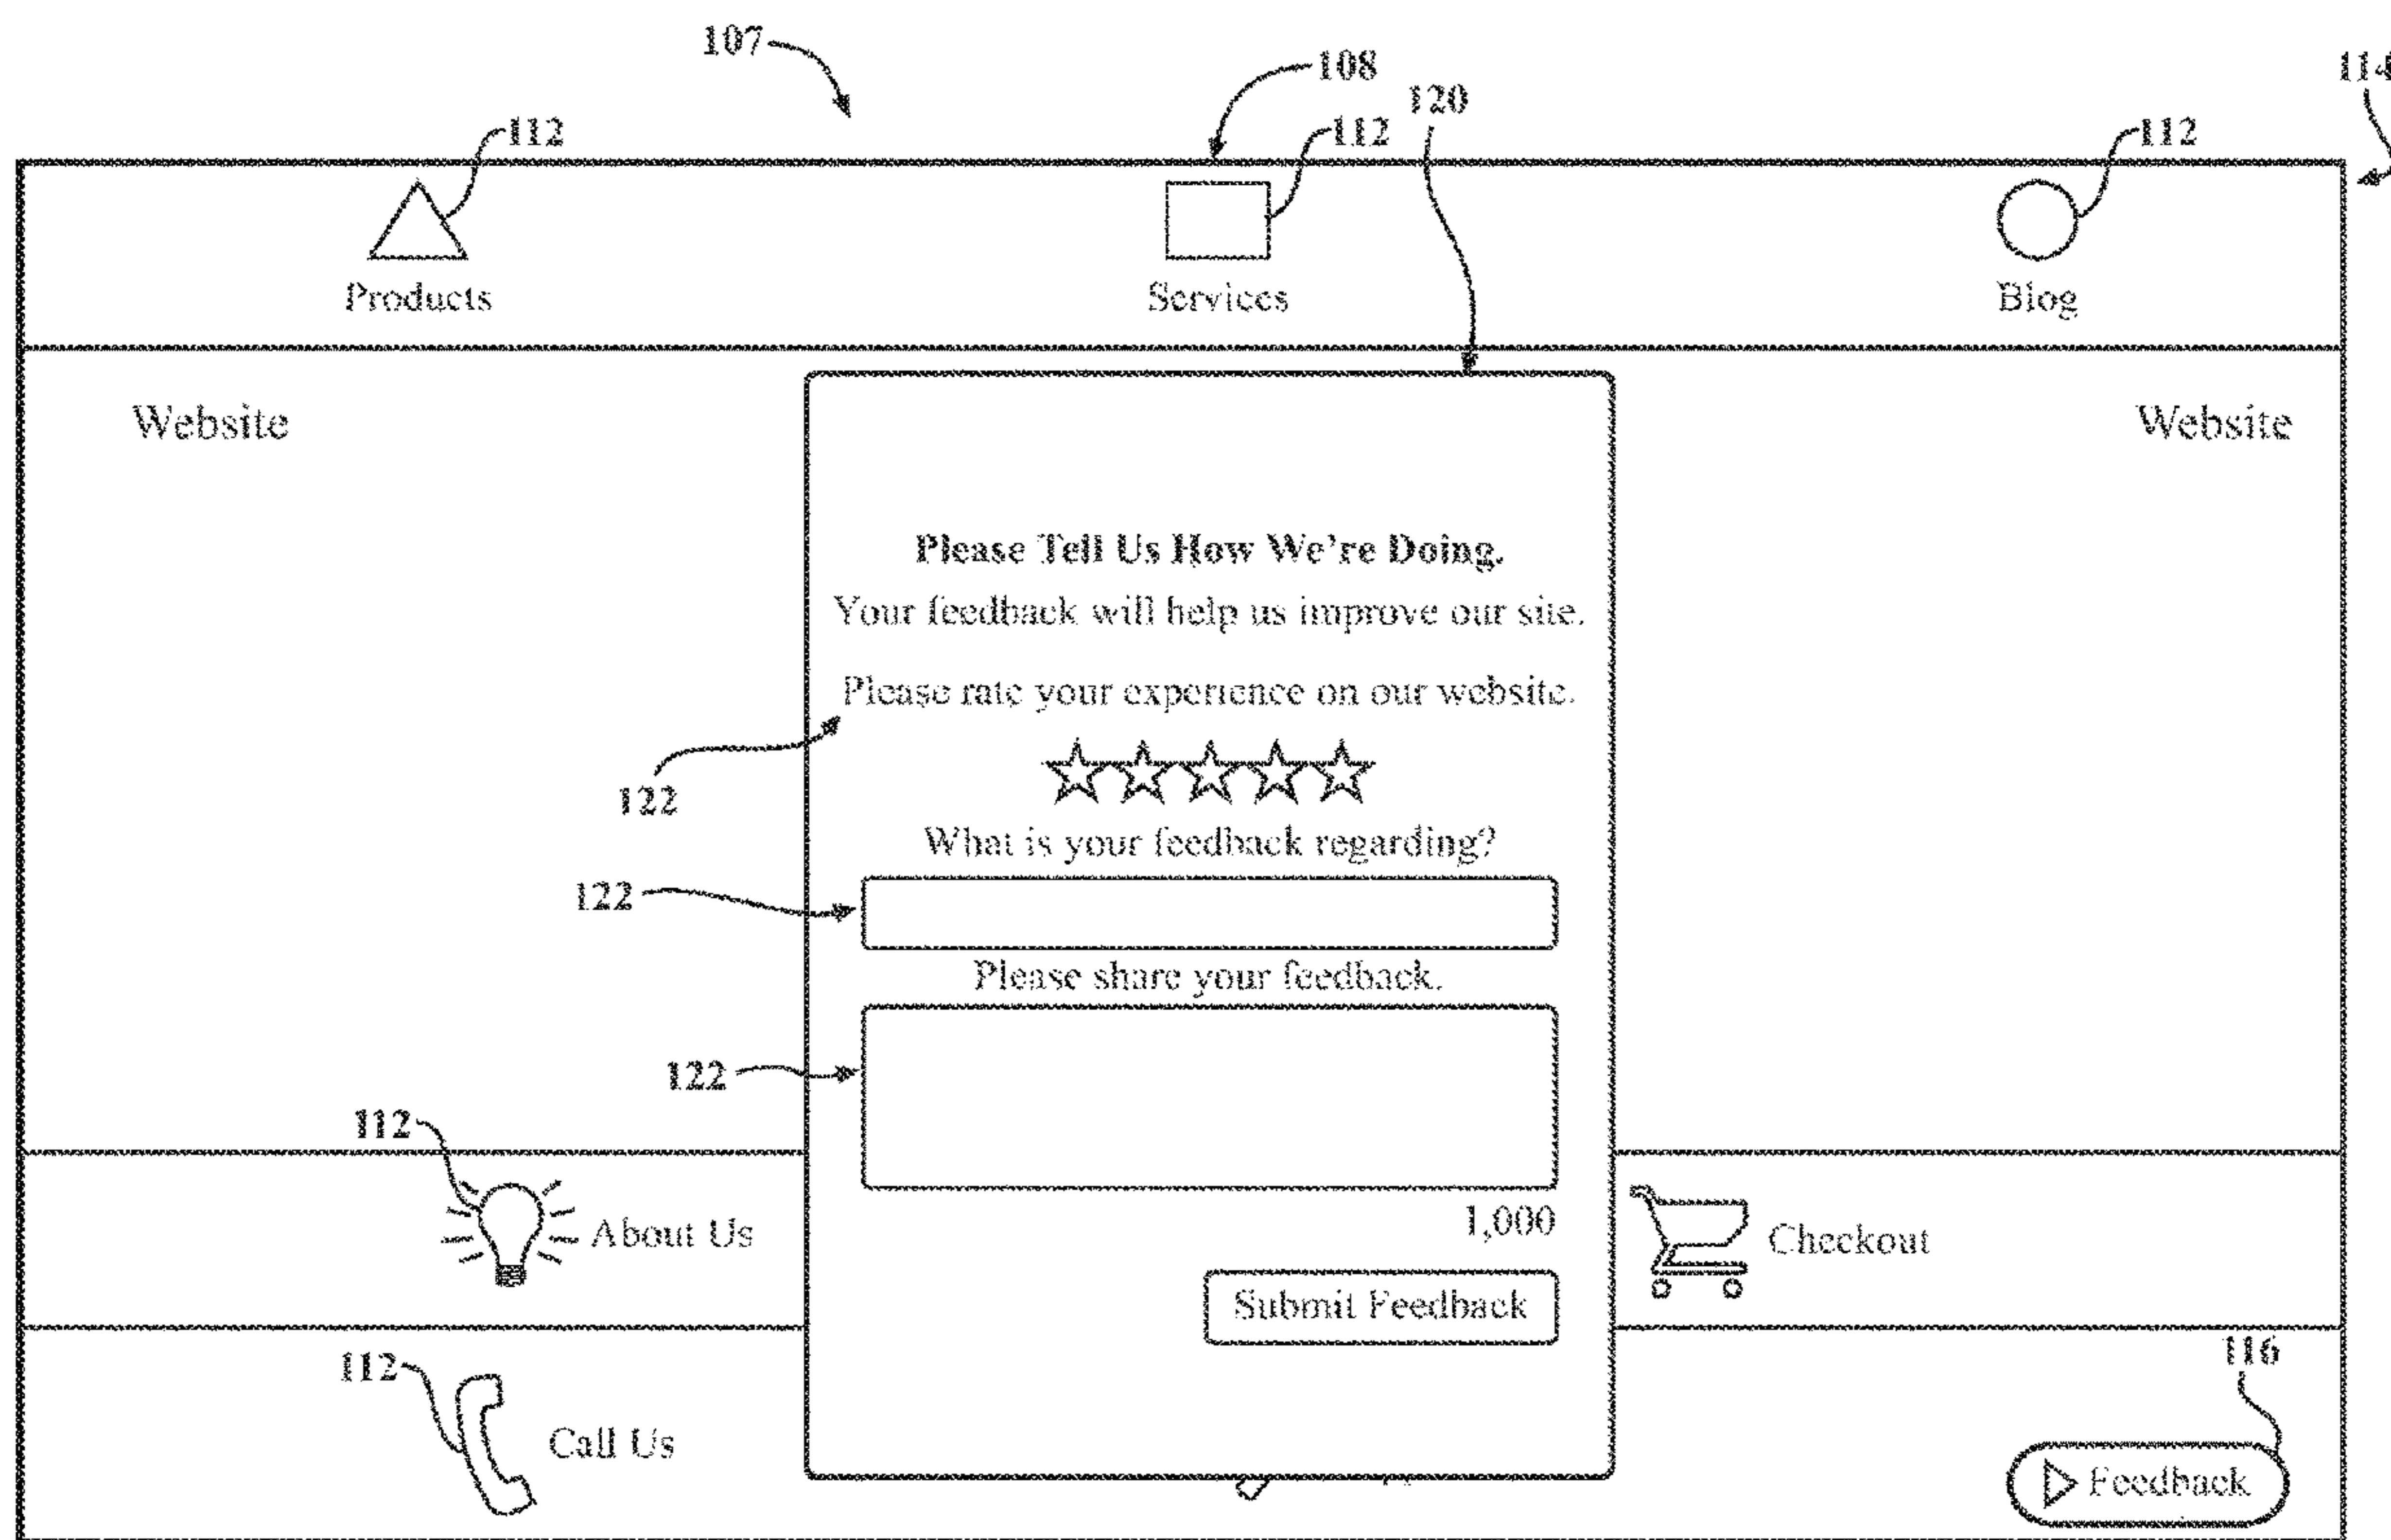 107
108
114
120
112
112
112
Products
Services
Blog
Website
Website
Please Tell Us How We're Doing.
Your feedback will help us improve our site.
Please rate your experience on our website.
122
What is your feedback regarding?
122
Please share your feedback.
122
112
About Us
1,000
Checkout
Submit Feedback
112
116
Call Us
Feedback